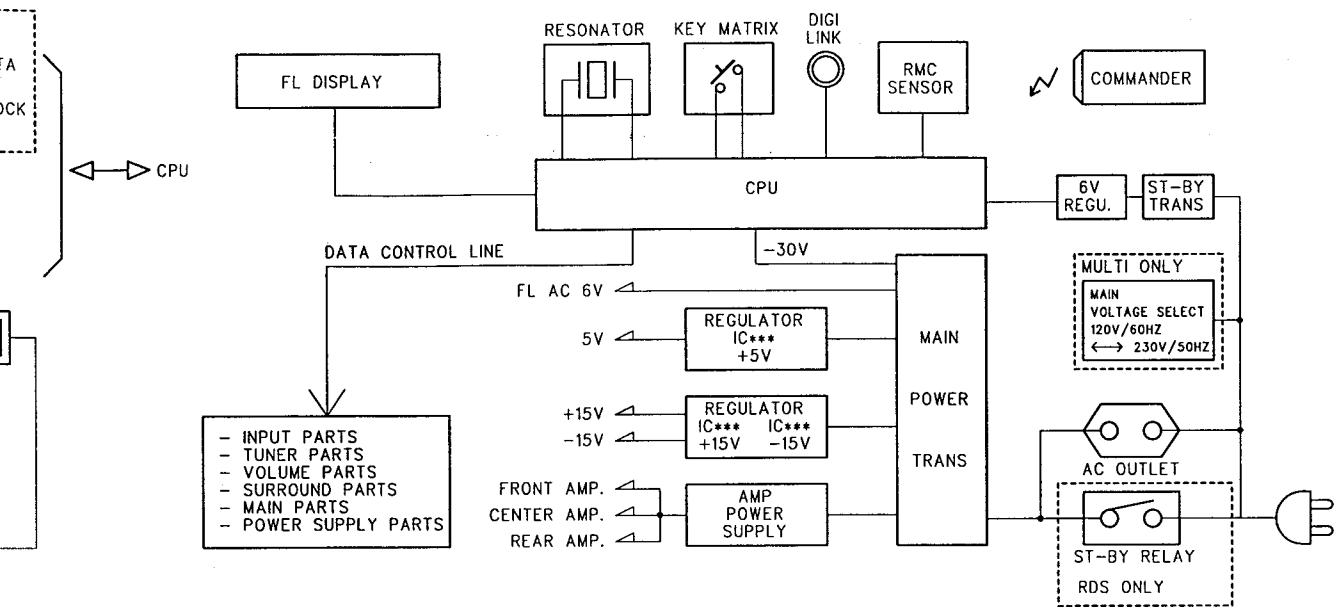 RESONATOR
KEY MATRIX
DIGI
LINK
FL DISPLAY
RMC
SENSOR
COMMANDER
CPU
CPU
6V
REGU.
ST-BY
TRANS
DATA CONTROL LINE
-30V
FL AC 6V
MULTI ONLY
MAIN
VOLTAGE SELECT
120V/60HZ
<--> 230V/50HZ
5V
REGULATOR
IC***
+5V
MAIN
POWER
TRANS
+15V
-15V
REGULATOR
IC*** IC***
+15V -15V
- INPUT PARTS
- TUNER PARTS
- VOLUME PARTS
- SURROUND PARTS
- MAIN PARTS
- POWER SUPPLY PARTS
FRONT AMP.
CENTER AMP.
REAR AMP.
AMP
POWER
SUPPLY
AC OUTLET
ST-BY RELAY
RDS ONLY